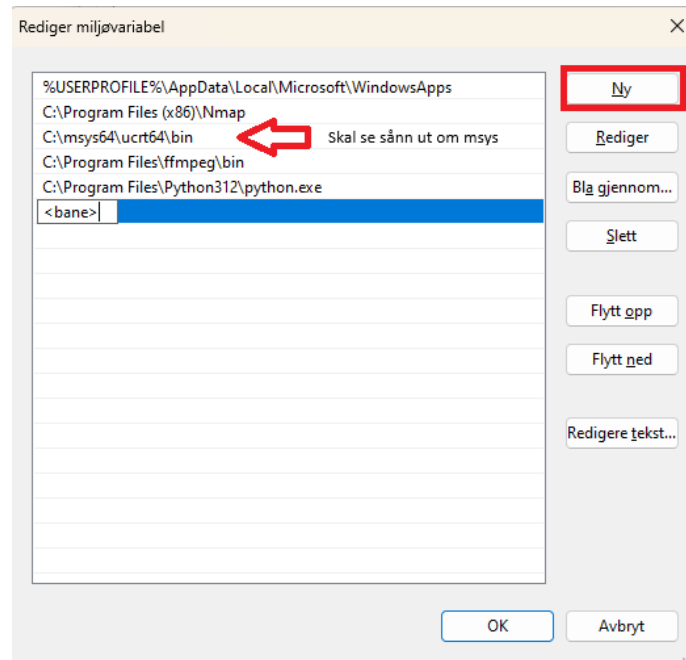 Rediger miljøvariabel
%USERPROFILE%\AppData\Local\Microsoft\WindowsApps
Ny
C:\Program Files (x86)\Nmap
C:\msys64\ucrt64\bin
Skal se sånn ut om msys
Rediger
C:\Program Files\ffmpeg\bin
C:\Program Files\Python312\python.exe
Bla gjennom...
<bane>
Slett
Flytt opp
Flytt ned
Redigere tekst...
OK
Avbryt